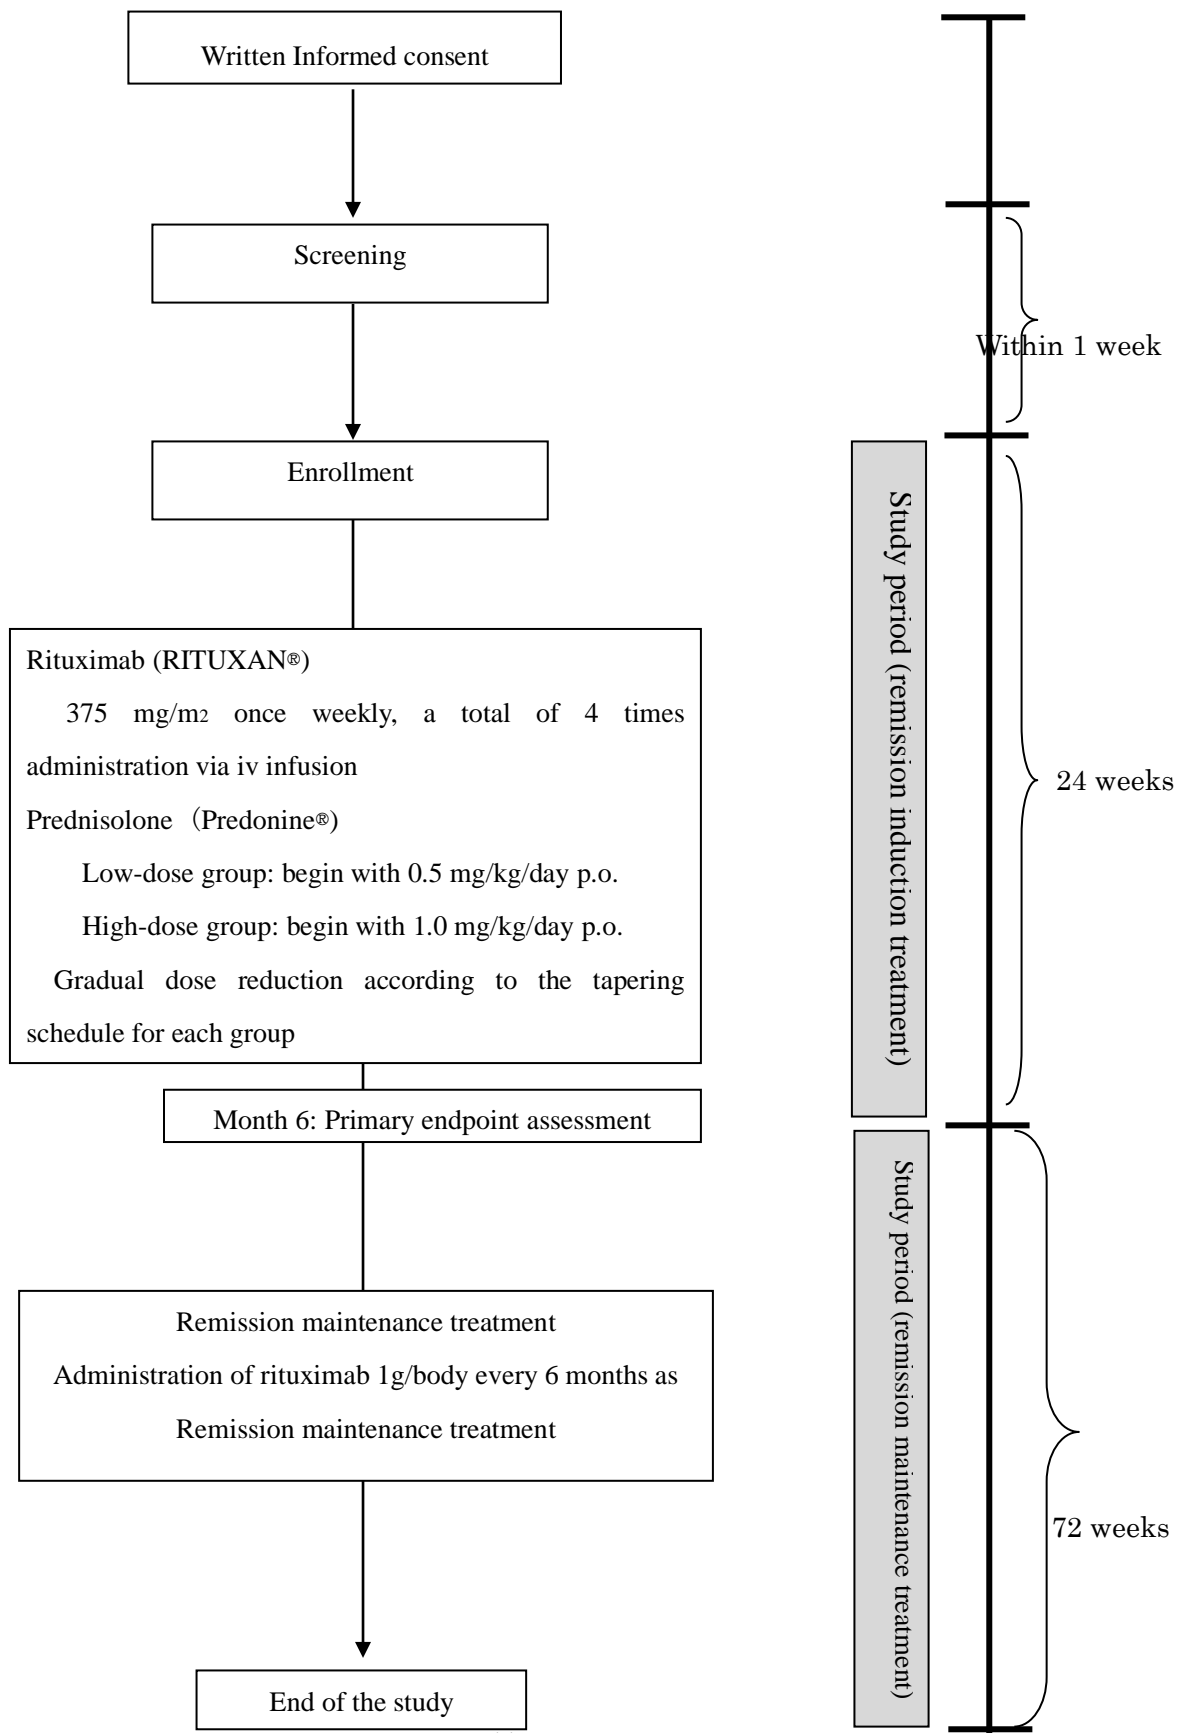 Written Informed consent
Screening
Within 1 week
Enrollment
Study period (remission induction treatment)
Rituximab (RITUXAN®)
375 mg/m2 once weekly, a total of 4 times
administration via iv infusion
Prednisolone （Predonine®)
Low-dose group: begin with 0.5 mg/kg/day p.o.
High-dose group: begin with 1.0 mg/kg/day p.o.
Gradual dose reduction according to the tapering
schedule for each group
24 weeks
Month 6: Primary endpoint assessment
Study period (remission maintenance treatment)
Remission maintenance treatment
Administration of rituximab 1g/body every 6 months as
Remission maintenance treatment
72 weeks
End of the study